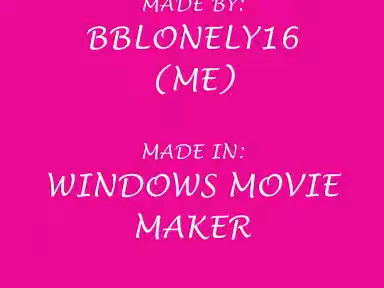 MADE BY:
BBLONELY16
(ME)
MADE IN:
WINDOWS MOVIE
MAKER